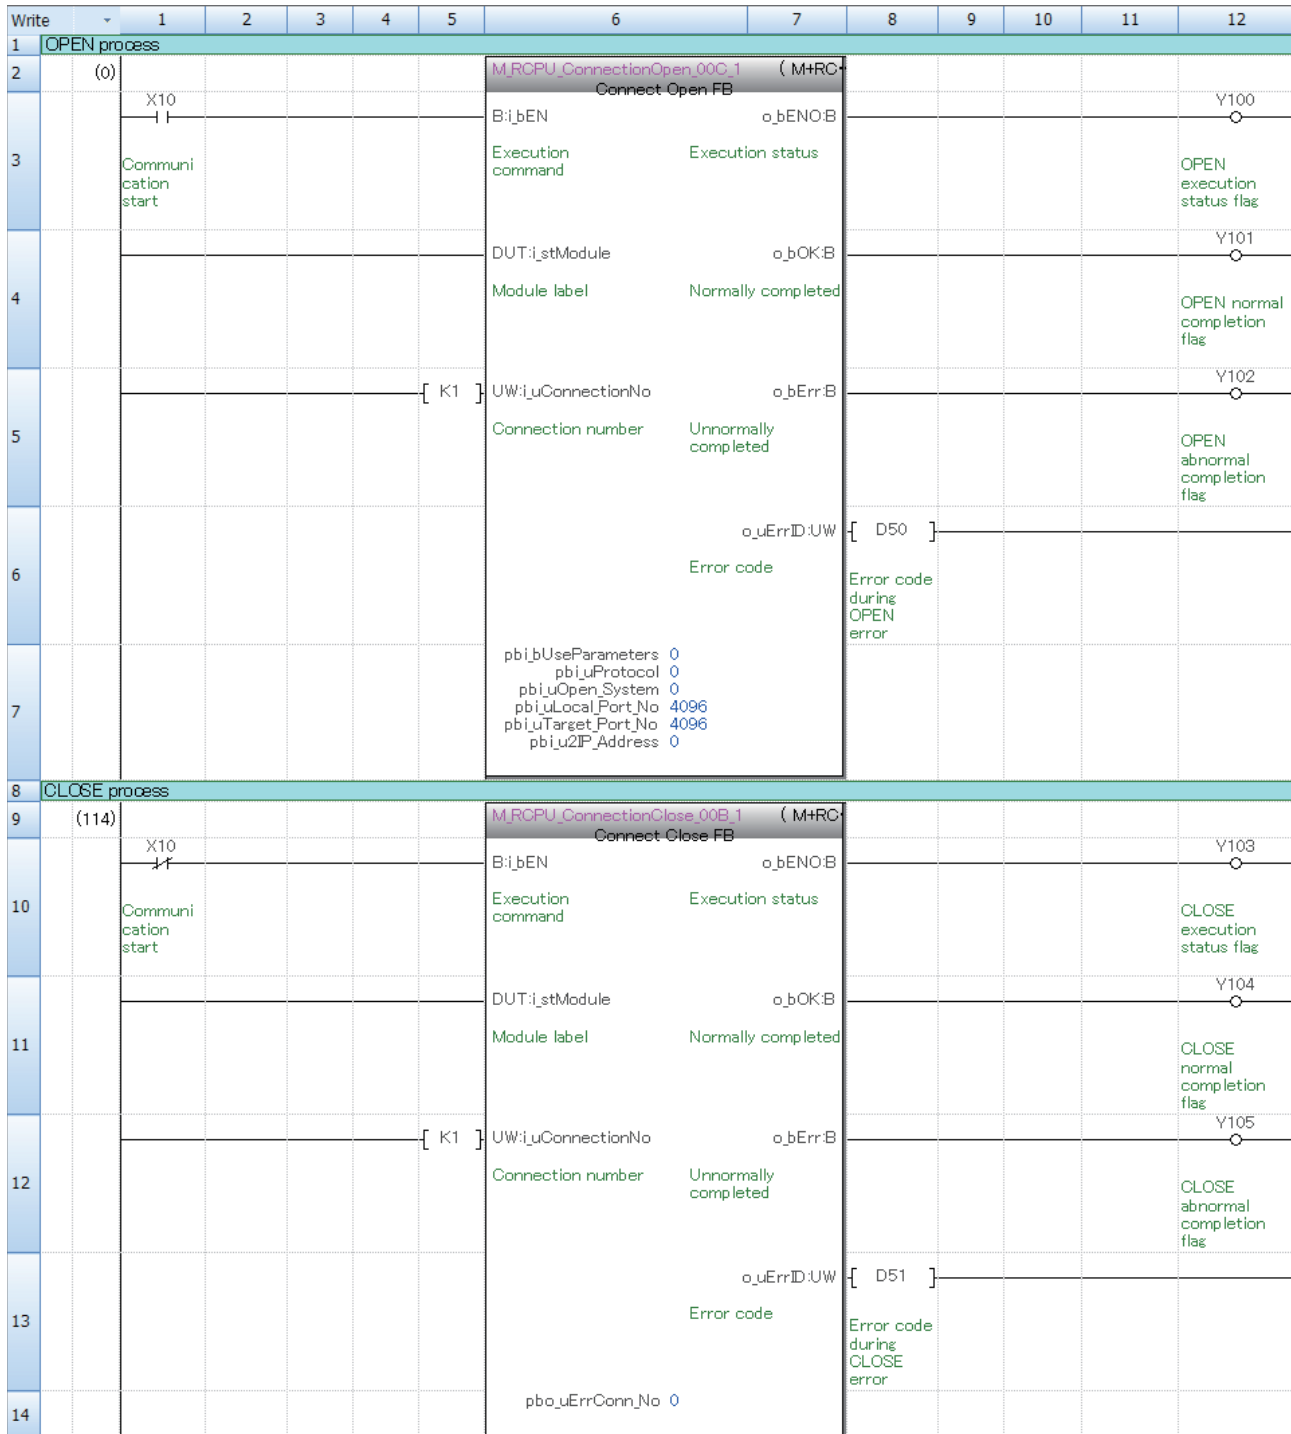 Write 1 2 3 4 5 6 7 8 9 10 11 12
1 OPEN process
2 (0) M_RCPU_ConnectionOpen_00C_1 ( M+RC
Connect Open FB
X10 Y100
B:i_bEN o_bENO:B
3 Execution Execution status
command
Communi OPEN
cation execution
start status flag
Y101
DUT:i_stModule o_bOK:B
4 Module label Normally completed
OPEN normal
completion
flag
Y102
[ K1 ] UW:i_uConnectionNo o_bErr:B
5 Connection number Unnormally
completed
OPEN
abnormal
completion
flag
o_uErrID:UW [ D50 ]
6 Error code
Error code
during
OPEN
error
7 pbi_bUseParameters 0
pbi_uProtocol 0
pbi_uOpen_System 0
pbi_uLocal_Port_No 4096
pbi_uTarget_Port_No 4096
pbi_u2IP_Address 0
8 CLOSE process
9 (114) M_RCPU_ConnectionClose_00B_1 ( M+RC
Connect Close FB
X10 Y103
B:i_bEN o_bENO:B
10 Execution Execution status
command
Communi CLOSE
cation execution
start status flag
Y104
DUT:i_stModule o_bOK:B
11 Module label Normally completed
CLOSE
normal
completion
flag
Y105
[ K1 ] UW:i_uConnectionNo o_bErr:B
12 Connection number Unnormally
completed
CLOSE
abnormal
completion
flag
o_uErrID:UW [ D51 ]
13 Error code
Error code
during
CLOSE
error
14 pbo_uErrConn_No 0